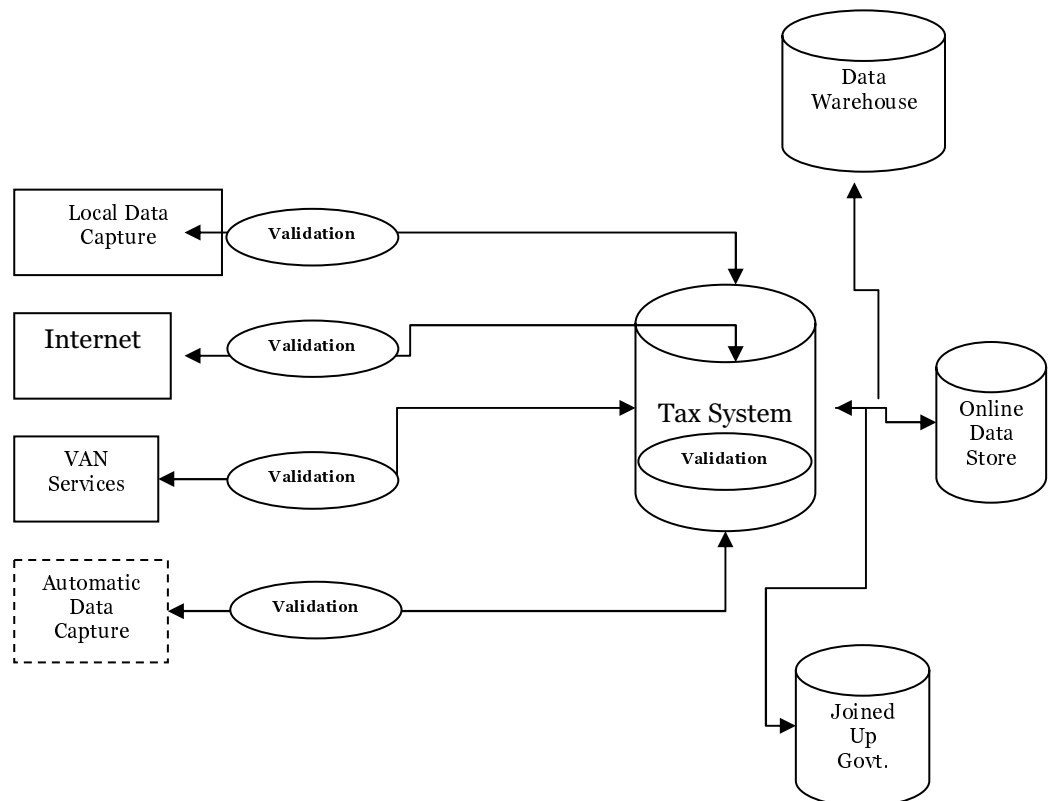 Data
Warehouse
Local Data
Capture
Validation
Internet
Validation
VAN
Services
Validation
Tax System
Validation
Online
Data
Store
Automatic
Data
Capture
Validation
Joined
Up
Govt.